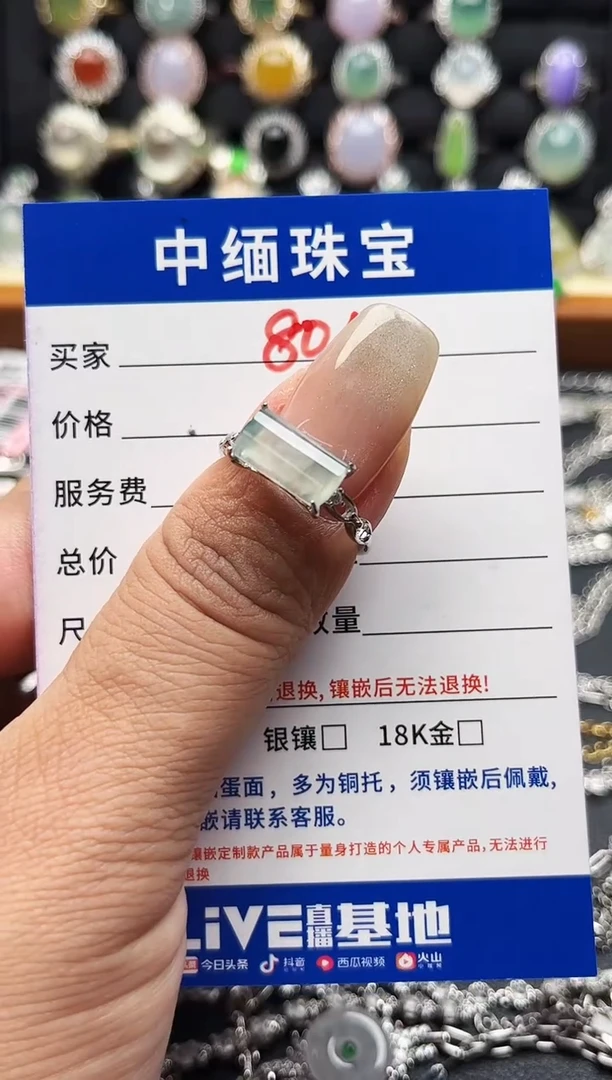 中缅珠宝
买家 80
价格
服务费
总价
尺 数量
退换,镶嵌后无法退换!
银镶□ 18K金□
蛋面，多为铜托，须镶嵌后佩戴,
嵌请联系客服。
镶嵌定制款产品属于量身打造的个人专属产品,无法进行
退换
LiVE直播基地
今日头条 抖音 西瓜视频 火山